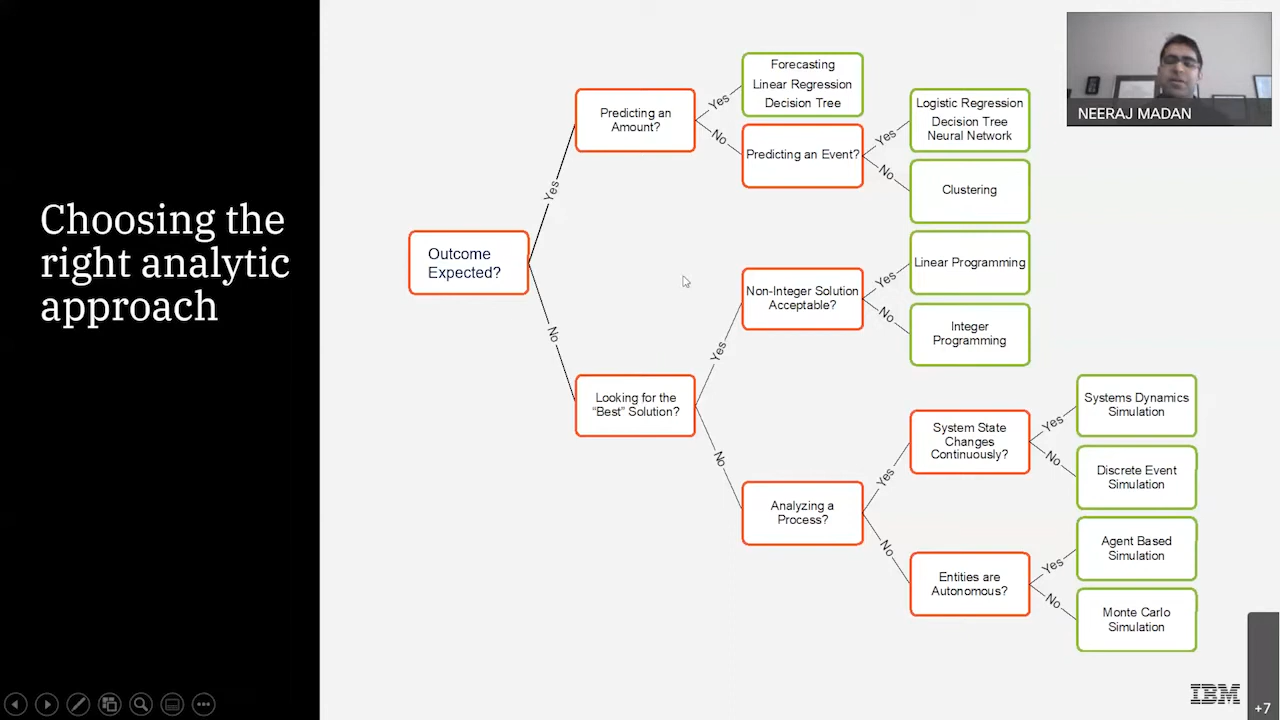 Choosing the
right analytic
approach
Outcome
Expected?
Yes
No
Predicting an
Amount?
Yes
No
Forecasting
Linear Regression
Decision Tree
Predicting an Event?
Yes
No
Logistic Regression
Decision Tree
Neural Network
Clustering
Looking for the
“Best” Solution?
Yes
No
Non-Integer Solution
Acceptable?
Yes
No
Linear Programming
Integer
Programming
Analyzing a
Process?
Yes
No
System State
Changes
Continuously?
Yes
No
Systems Dynamics
Simulation
Discrete Event
Simulation
Entities are
Autonomous?
Yes
No
Agent Based
Simulation
Monte Carlo
Simulation
NEERAJ MADAN
IBM
+7